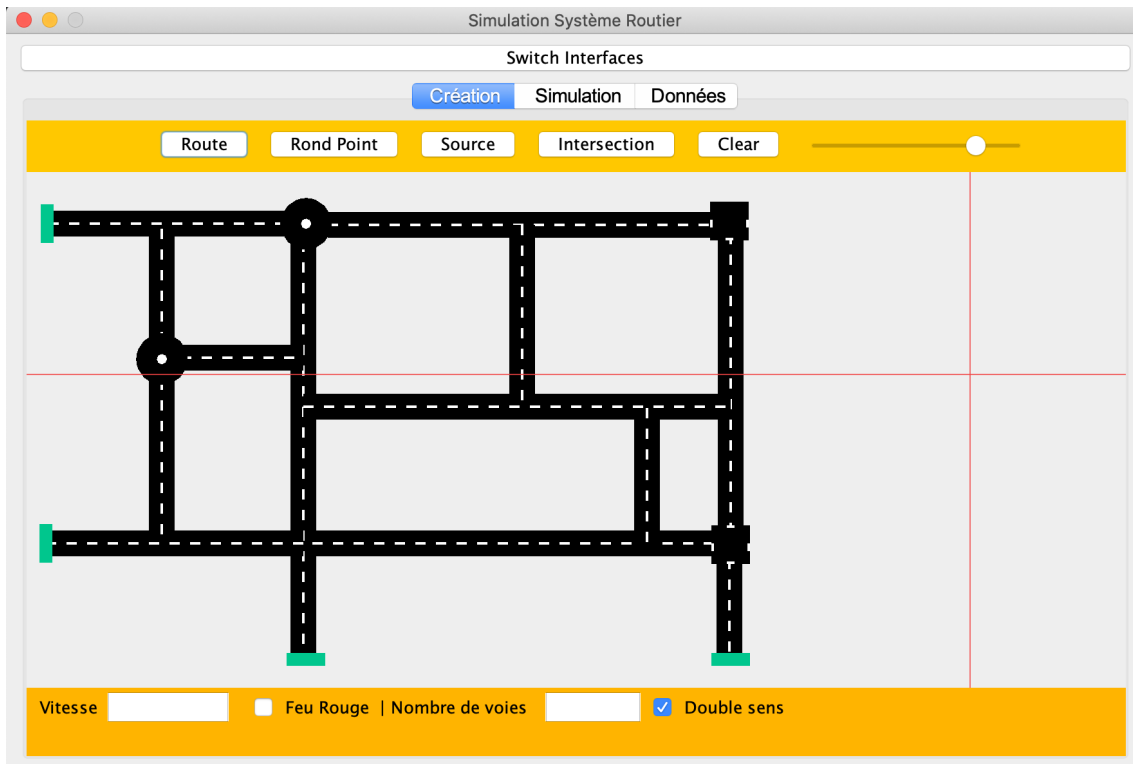 Simulation Système Routier
Switch Interfaces
Création Simulation Données
Route Rond Point Source Intersection Clear
Vitesse Feu Rouge | Nombre de voies Double sens